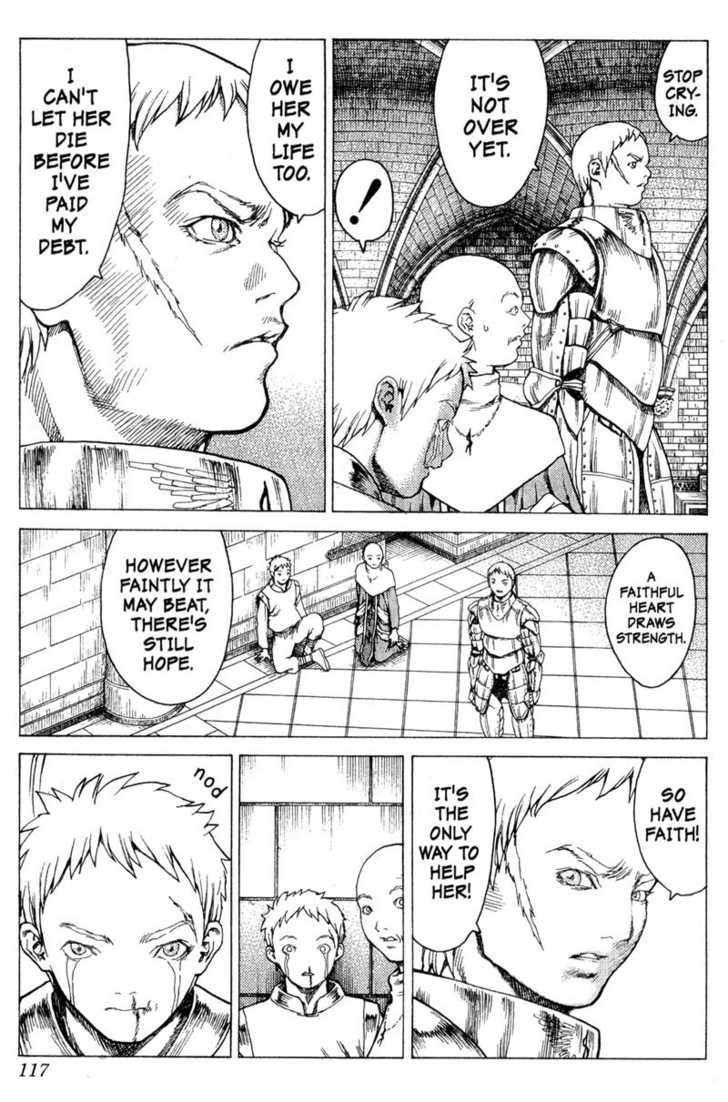 STOP
CRY-
ING.
IT'S
NOT
OVER
YET.
!
I
OWE
HER
MY
LIFE
TOO.
I
CAN'T
LET HER
DIE
BEFORE
I'VE
PAID
MY
DEBT.
A
FAITHFUL
HEART
DRAWS
STRENGTH.
HOWEVER
FAINTLY IT
MAY BEAT,
THERE'S
STILL
HOPE.
SO
HAVE
FAITH!
IT'S
THE
ONLY
WAY TO
HELP
HER!
nod
117